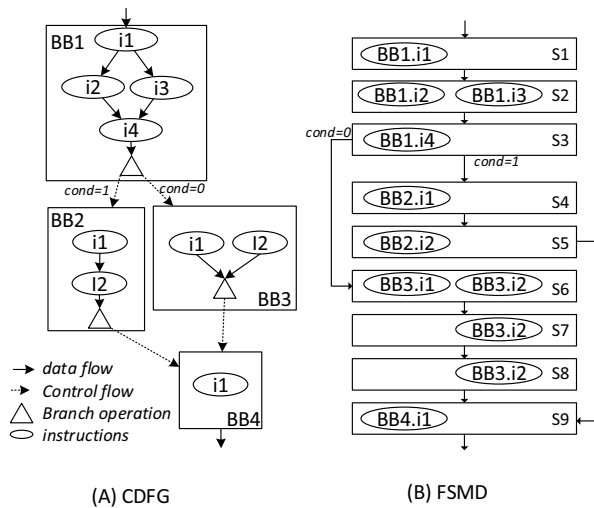 BB1
i1
i2
i3
i4
cond=1
cond=0
BB2
i1
I2
i1
I2
BB3
i1
BB4
data flow
Control flow
Branch operation
instructions
(A) CDFG
BB1.i1
S1
BB1.i2
BB1.i3
S2
cond=0
BB1.i4
S3
cond=1
BB2.i1
S4
BB2.i2
S5
BB3.i1
BB3.i2
S6
BB3.i2
S7
BB3.i2
S8
BB4.i1
S9
(B) FSMD